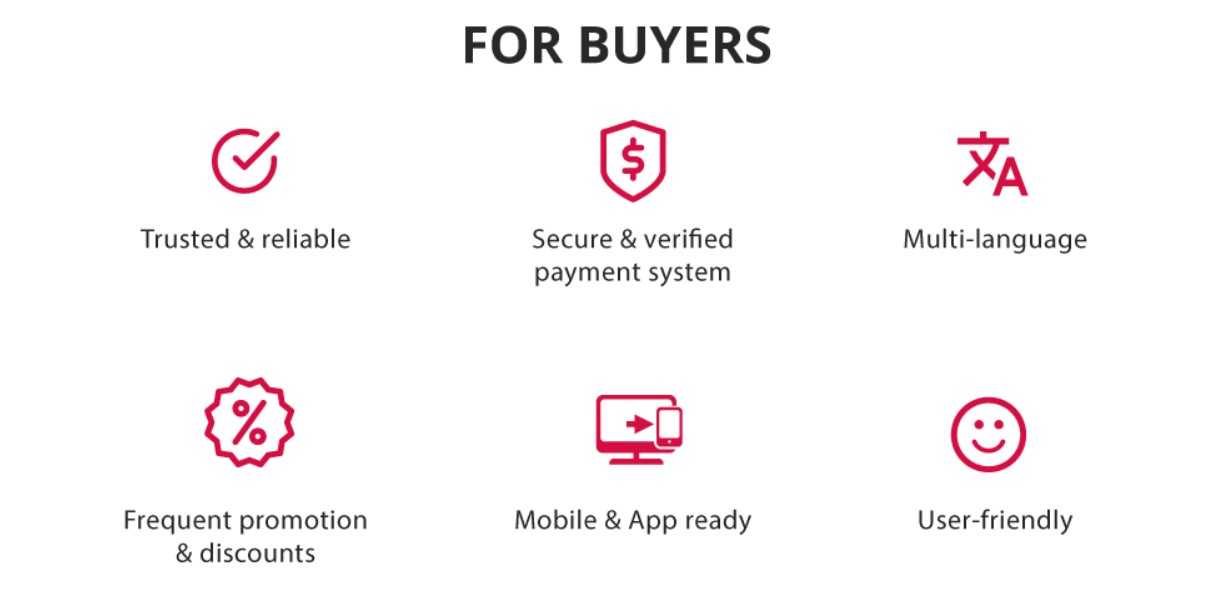 FOR BUYERS
Trusted & reliable
Secure & verified
payment system
Multi-language
Frequent promotion
& discounts
Mobile & App ready
User-friendly